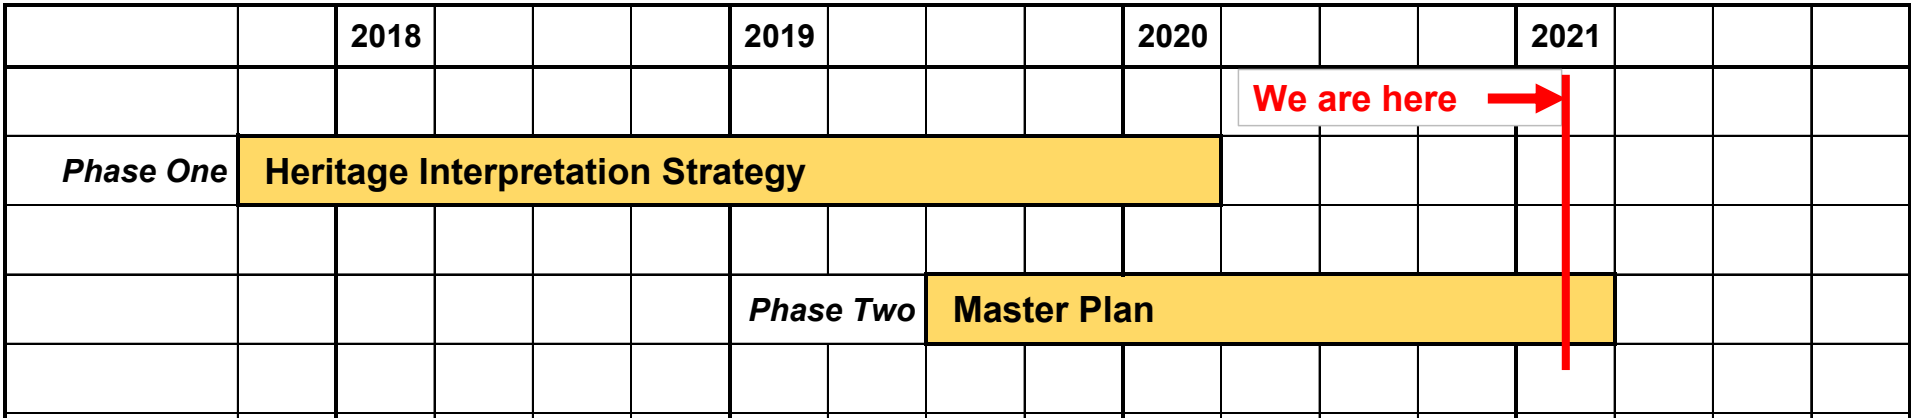 2018 2019 2020 2021
We are here
Phase One Heritage Interpretation Strategy
Phase Two Master Plan